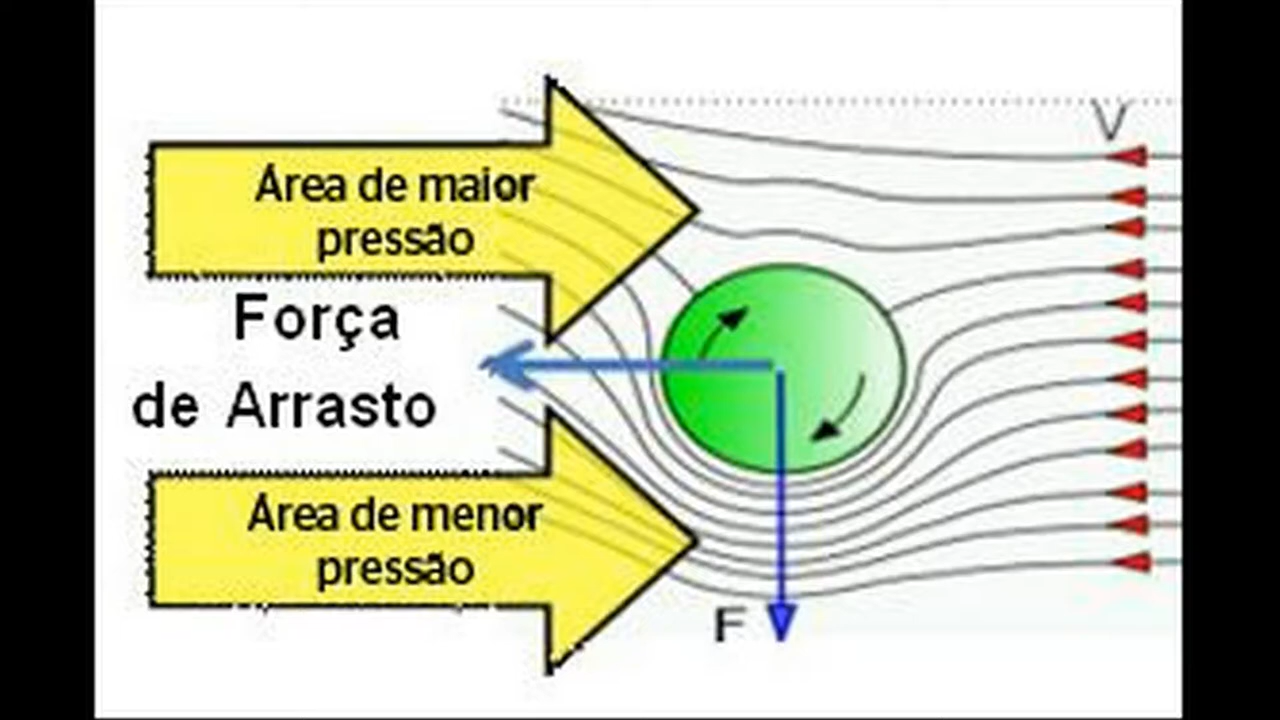 V
Área de maior
pressão
Força
de Arrasto
Área de menor
pressão
F